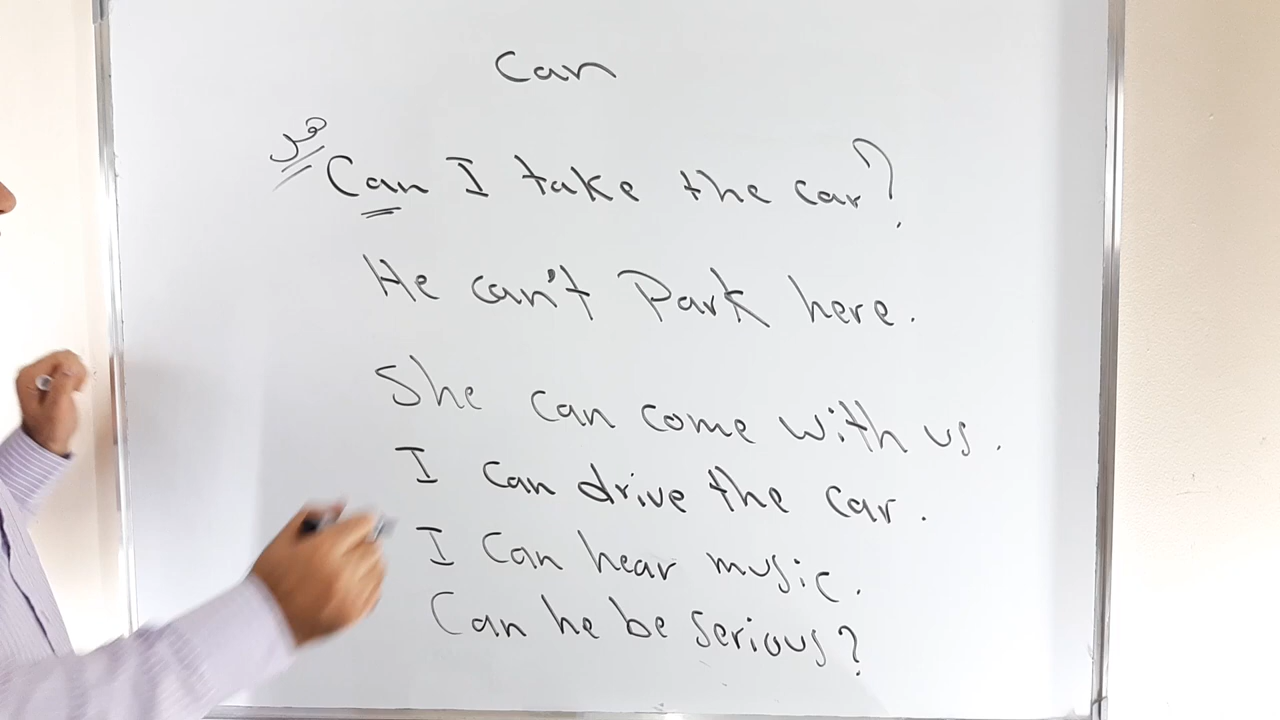 Can
هل
Can I take the car?
He can't Park here.
She can come with us.
I can drive the car.
I can hear music.
Can he be serious?